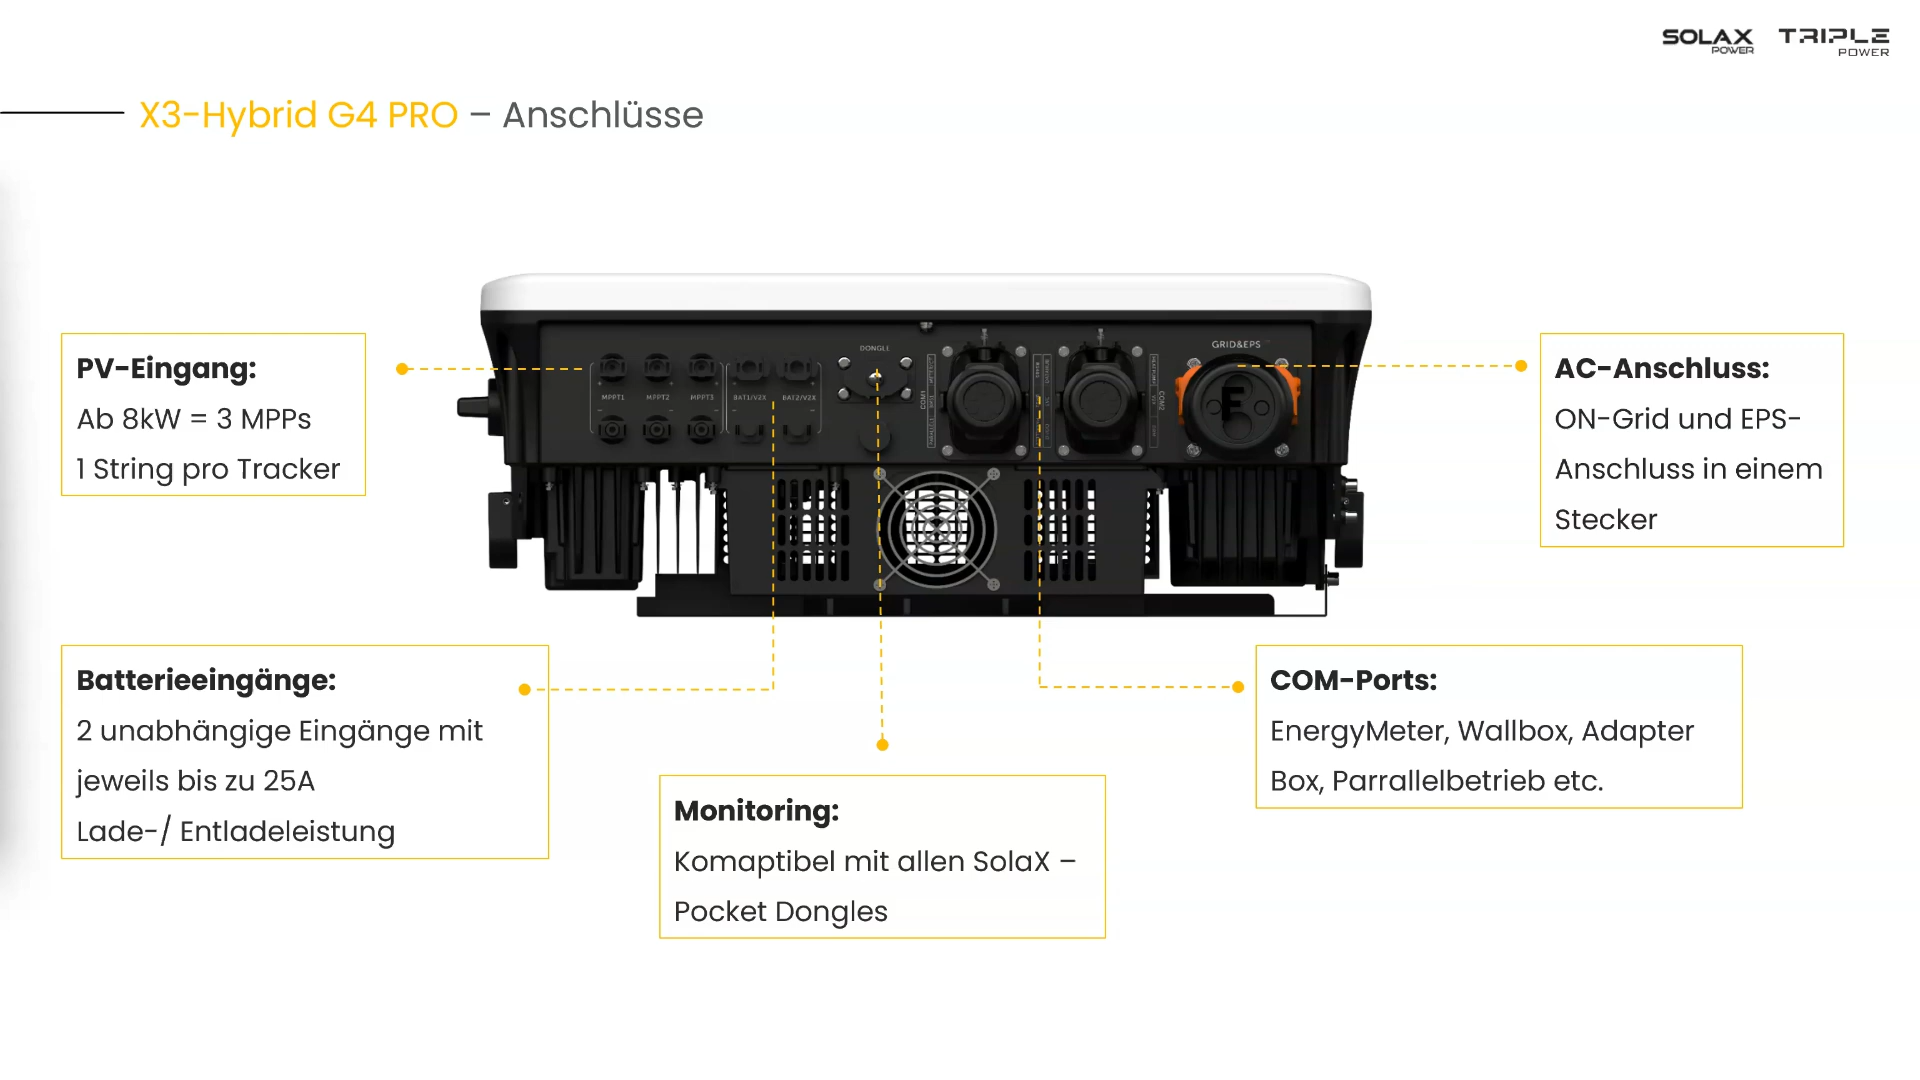 SOLAX
POWER
TRIPLE
POWER
X3-Hybrid G4 PRO – Anschlüsse
PV-Eingang:
Ab 8kW = 3 MPPs
1 String pro Tracker
DONGLE
GRID&EPS
MPPT1 MPPT2 MPPT3 BAT1/V2X BAT2/V2X
COM1
COM2
AC-Anschluss:
ON-Grid und EPS-
Anschluss in einem
Stecker
Batterieeingänge:
2 unabhängige Eingänge mit
jeweils bis zu 25A
Lade-/ Entladeleistung
Monitoring:
Komaptibel mit allen SolaX –
Pocket Dongles
COM-Ports:
EnergyMeter, Wallbox, Adapter
Box, Parrallelbetrieb etc.